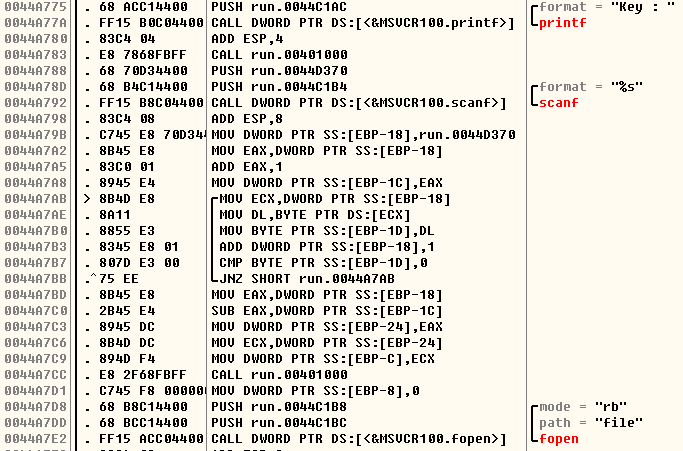 0044A775 . 68 ACC14400 PUSH run.0044C1AC format = "Key : "
0044A77A . FF15 B0C04400 CALL DWORD PTR DS:[<&MSVCR100.printf>] printf
0044A780 . 83C4 04 ADD ESP,4
0044A783 . E8 7868FBFF CALL run.00401000
0044A788 . 68 70D34400 PUSH run.0044D370
0044A78D . 68 B4C14400 PUSH run.0044C1B4 format = "%s"
0044A792 . FF15 B8C04400 CALL DWORD PTR DS:[<&MSVCR100.scanf>] scanf
0044A798 . 83C4 08 ADD ESP,8
0044A79B . C745 E8 70D344 MOV DWORD PTR SS:[EBP-18],run.0044D370
0044A7A2 . 8B45 E8 MOV EAX,DWORD PTR SS:[EBP-18]
0044A7A5 . 83C0 01 ADD EAX,1
0044A7A8 . 8945 E4 MOV DWORD PTR SS:[EBP-1C],EAX
0044A7AB > 8B4D E8 MOV ECX,DWORD PTR SS:[EBP-18]
0044A7AE . 8A11 MOV DL,BYTE PTR DS:[ECX]
0044A7B0 . 8855 E3 MOV BYTE PTR SS:[EBP-1D],DL
0044A7B3 . 8345 E8 01 ADD DWORD PTR SS:[EBP-18],1
0044A7B7 . 807D E3 00 CMP BYTE PTR SS:[EBP-1D],0
0044A7BB .^75 EE JNZ SHORT run.0044A7AB
0044A7BD . 8B45 E8 MOV EAX,DWORD PTR SS:[EBP-18]
0044A7C0 . 2B45 E4 SUB EAX,DWORD PTR SS:[EBP-1C]
0044A7C3 . 8945 DC MOV DWORD PTR SS:[EBP-24],EAX
0044A7C6 . 8B4D DC MOV ECX,DWORD PTR SS:[EBP-24]
0044A7C9 . 894D F4 MOV DWORD PTR SS:[EBP-C],ECX
0044A7CC . E8 2F68FBFF CALL run.00401000
0044A7D1 . C745 F8 000000 MOV DWORD PTR SS:[EBP-8],0
0044A7D8 . 68 B8C14400 PUSH run.0044C1B8 mode = "rb"
0044A7DD . 68 BCC14400 PUSH run.0044C1BC path = "file"
0044A7E2 . FF15 ACC04400 CALL DWORD PTR DS:[<&MSVCR100.fopen>] fopen